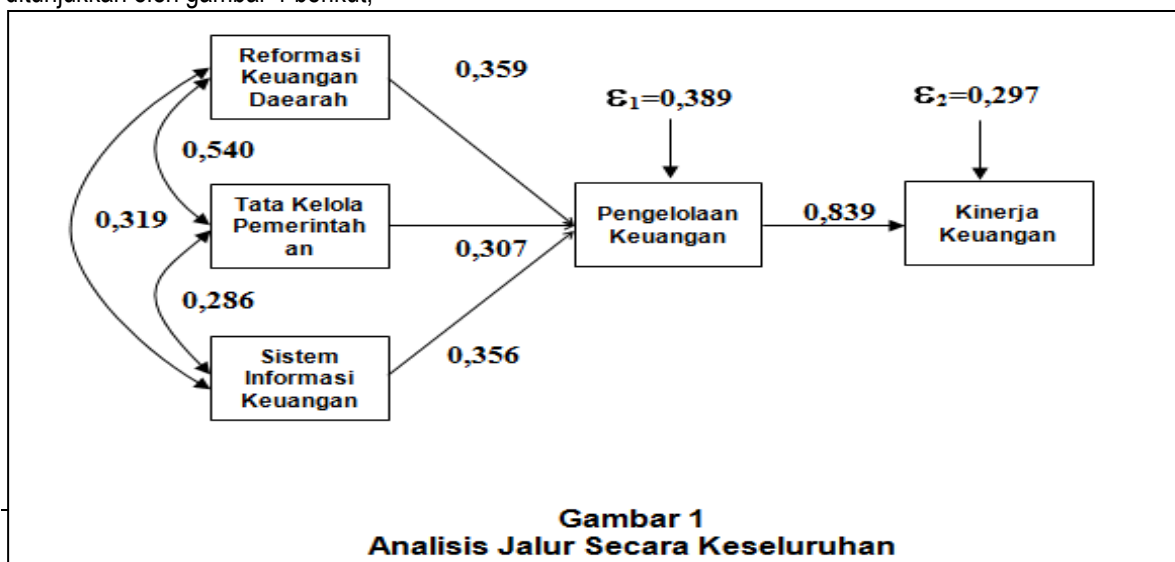 ditunjukkan oleh gambar 1 berikut;
Reformasi
Keuangan
Daearah
0,359
ε1=0,389
ε2=0,297
0,540
Tata Kelola
Pemerintah
an
0,319
0,307
Pengelolaan
Keuangan
0,839
Kinerja
Keuangan
0,286
Sistem
Informasi
Keuangan
0,356
Gambar 1
Analisis Jalur Secara Keseluruhan